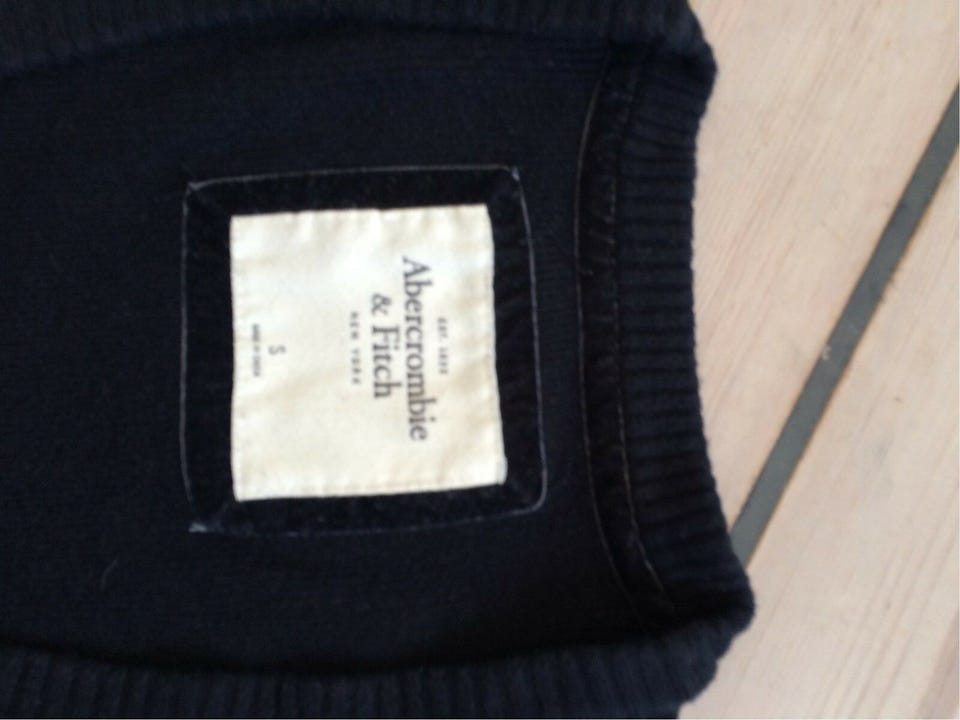 EST. 1892
Abercrombie
& Fitch
NEW YORK
S